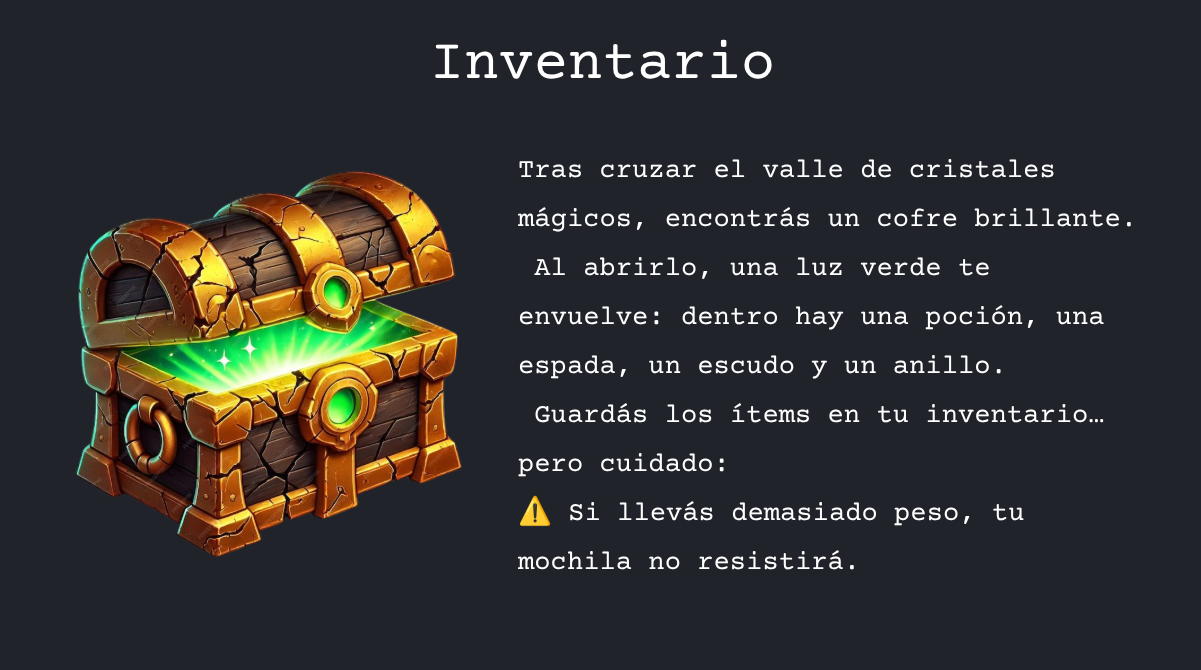 Inventario
Tras cruzar el valle de cristales
mágicos, encontrás un cofre brillante.
Al abrirlo, una luz verde te
envuelve: dentro hay una poción, una
espada, un escudo y un anillo.
Guardás los ítems en tu inventario…
pero cuidado:
⚠️ Si llevás demasiado peso, tu
mochila no resistirá.